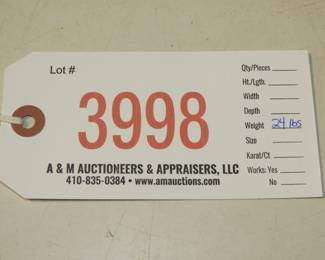 Lot #
3998
A & M AUCTIONEERS & APPRAISERS, LLC
410-835-0384 • www.amauctions.com
Qty/Pieces
Ht./Lgth.
Width
Depth
Weight 24 lbs
Size
Karat/Ct
Works: Yes
No